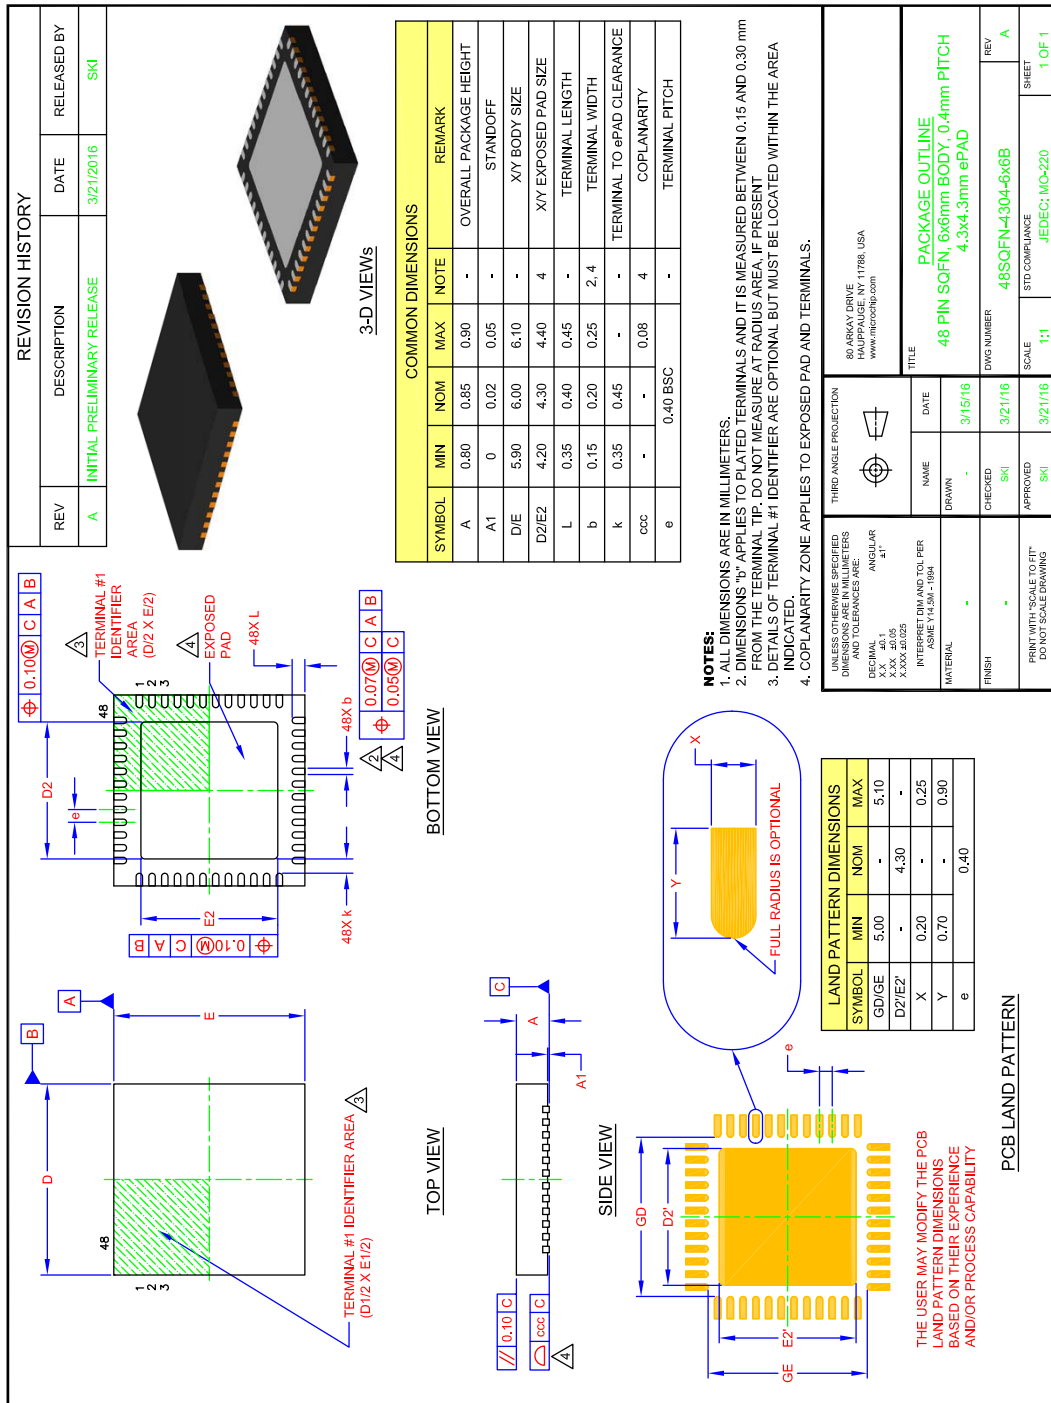 REVISION HISTORY
REV DESCRIPTION DATE RELEASED BY
A INITIAL PRELIMINARY RELEASE 3/21/2016 SKI
D
B
A
E
48
1
2
3
TERMINAL #1 IDENTIFIER AREA
(D1/2 X E1/2)
3
TOP VIEW
D2
e
E2
48
1
2
3
0.10 Ⓜ C A B
0.10 Ⓜ C A B
3
TERMINAL #1
IDENTIFIER
AREA
(D/2 X E/2)
4
EXPOSED
PAD
48X L
48X b
48X k
2
4
0.07 Ⓜ C A B
0.05 Ⓜ C
BOTTOM VIEW
3-D VIEWs
// 0.10 C
ccc C
4
C
A
A1
SIDE VIEW
COMMON DIMENSIONS
SYMBOL MIN NOM MAX NOTE REMARK
A 0.80 0.85 0.90 - OVERALL PACKAGE HEIGHT
A1 0 0.02 0.05 - STANDOFF
D/E 5.90 6.00 6.10 - X/Y BODY SIZE
D2/E2 4.20 4.30 4.40 4 X/Y EXPOSED PAD SIZE
L 0.35 0.40 0.45 - TERMINAL LENGTH
b 0.15 0.20 0.25 2, 4 TERMINAL WIDTH
k 0.35 0.45 - - TERMINAL TO ePAD CLEARANCE
ccc - - 0.08 4 COPLANARITY
e 0.40 BSC - TERMINAL PITCH
GD
D2'
GE
E2'
e
Y
X
FULL RADIUS IS OPTIONAL
THE USER MAY MODIFY THE PCB
LAND PATTERN DIMENSIONS
BASED ON THEIR EXPERIENCE
AND/OR PROCESS CAPABILITY
LAND PATTERN DIMENSIONS
SYMBOL MIN NOM MAX
GD/GE 5.00 - 5.10
D2'/E2' - 4.30 -
X 0.20 - 0.25
Y 0.70 - 0.90
e 0.40
PCB LAND PATTERN
NOTES:
1. ALL DIMENSIONS ARE IN MILLIMETERS.
2. DIMENSIONS "b" APPLIES TO PLATED TERMINALS AND IT IS MEASURED BETWEEN 0.15 AND 0.30 mm
FROM THE TERMINAL TIP. DO NOT MEASURE AT RADIUS AREA, IF PRESENT
3. DETAILS OF TERMINAL #1 IDENTIFIER ARE OPTIONAL BUT MUST BE LOCATED WITHIN THE AREA
INDICATED.
4. COPLANARITY ZONE APPLIES TO EXPOSED PAD AND TERMINALS.
UNLESS OTHERWISE SPECIFIED
DIMENSIONS ARE IN MILLIMETERS
AND TOLERANCES ARE:
DECIMAL ANGULAR
X.X ±0.1 ±1°
X.XX ±0.05
X.XXX ±0.025
INTERPRET DIM AND TOL PER
ASME Y14.5M - 1994
MATERIAL
-
FINISH
-
PRINT WITH "SCALE TO FIT"
DO NOT SCALE DRAWING
THIRD ANGLE PROJECTION
NAME DATE
DRAWN
- 3/15/16
CHECKED
SKI 3/21/16
APPROVED
SKI 3/21/16
80 ARKAY DRIVE
HAUPPAUGE, NY 11788, USA
www.microchip.com
TITLE
PACKAGE OUTLINE
48 PIN SQFN, 6x6mm BODY, 0.4mm PITCH
4.3x4.3mm ePAD
DWG NUMBER REV
48SQFN-4304-6x6B A
SCALE STD COMPLIANCE SHEET
1:1 JEDEC: MO-220 1 OF 1